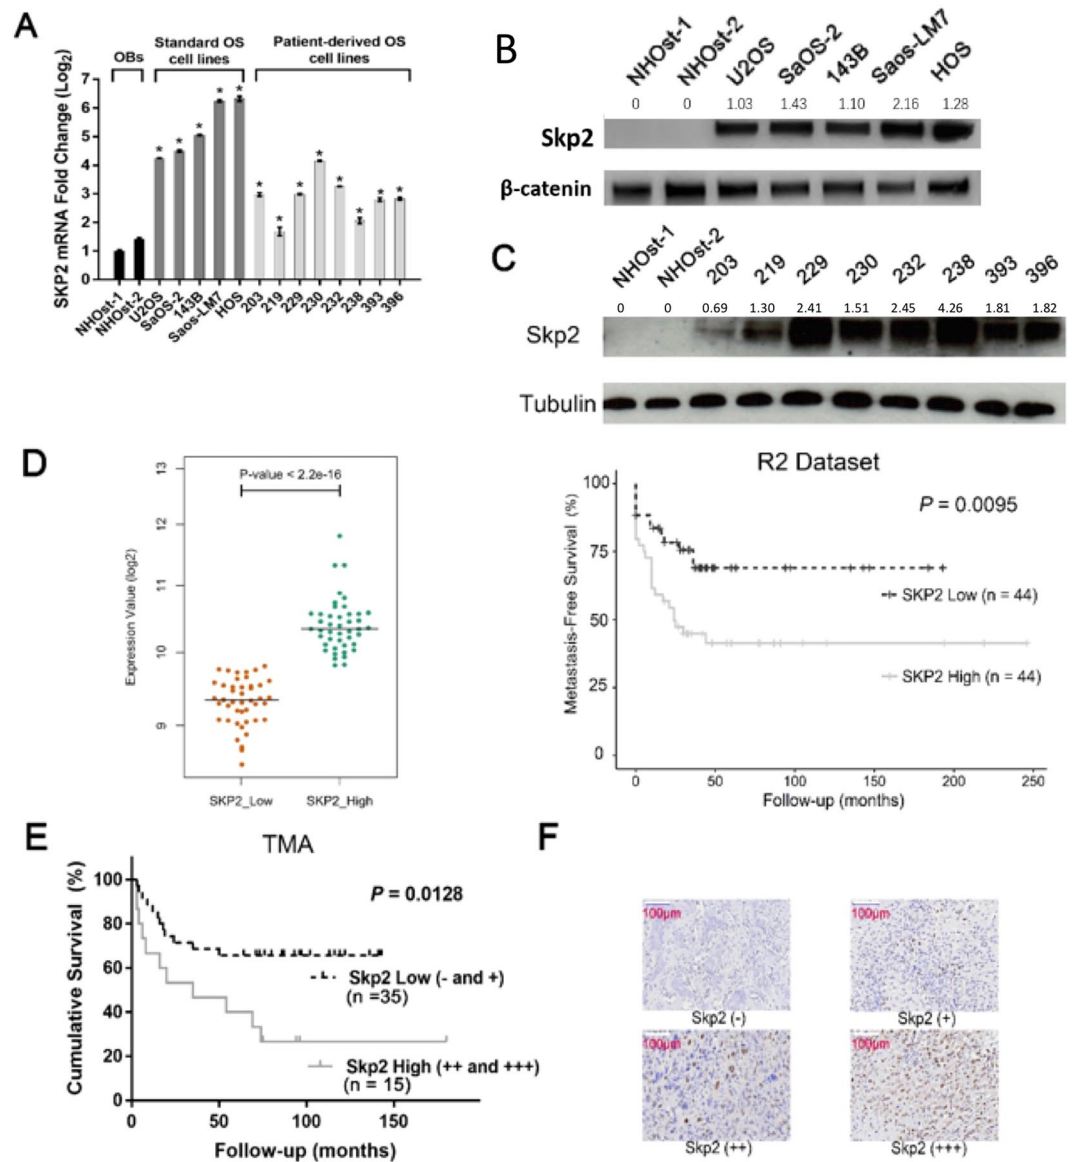 A
OBs
Standard OS
cell lines
Patient-derived OS
cell lines
SKP2 mRNA Fold Change (Log2)
7
6
5
4
3
2
1
0
* * * * * * * * * * * * *
NHOst-1 NHOst-2 U2OS SaOS-2 143B Saos-LM7 HOS 203 219 229 230 232 238 393 396
B
NHOst-1 NHOst-2 U2OS SaOS-2 143B Saos-LM7 HOS
0 0 1.03 1.43 1.10 2.16 1.28
Skp2
β-catenin
C
NHOst-1 NHOst-2 203 219 229 230 232 238 393 396
0 0 0.69 1.30 2.41 1.51 2.45 4.26 1.81 1.82
Skp2
Tubulin
D
P-value < 2.2e-16
Expression Value (log2)
13
12
11
10
9
SKP2_Low SKP2_High
R2 Dataset
P = 0.0095
Metastasis-Free Survival (%)
100
75
50
25
0
SKP2 Low (n = 44)
SKP2 High (n = 44)
0 50 100 150 200 250
Follow-up (months)
E
TMA
P = 0.0128
Cumulative Survival (%)
100
80
60
40
20
0
Skp2 Low (- and +)
(n =35)
Skp2 High (++ and +++)
(n = 15)
0 50 100 150
Follow-up (months)
F
100μm
Skp2 (-)
100μm
Skp2 (+)
100μm
Skp2 (++)
100μm
Skp2 (+++)